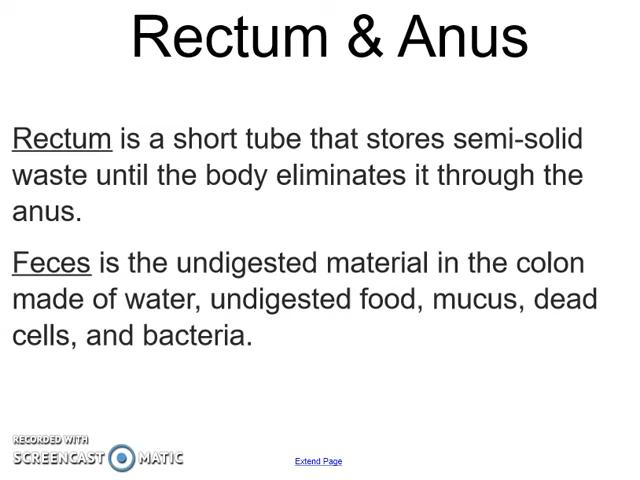 Rectum & Anus
Rectum is a short tube that stores semi-solid
waste until the body eliminates it through the
anus.
Feces is the undigested material in the colon
made of water, undigested food, mucus, dead
cells, and bacteria.
RECORDED WITH
SCREENCAST MATIC
Extend Page